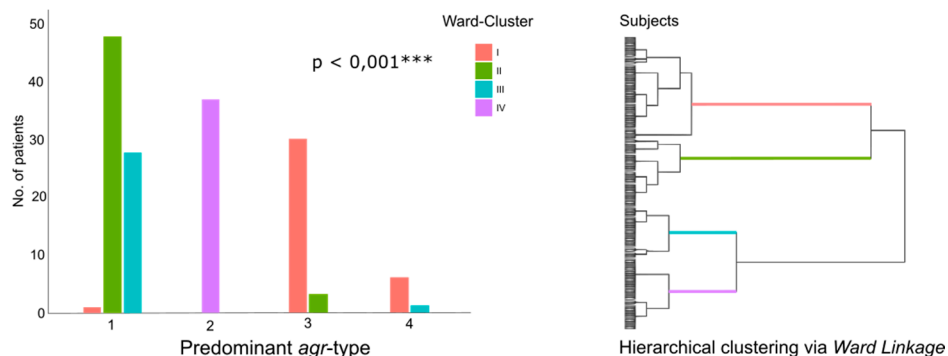 50
40
30
20
10
0
No. of patients
1
2
3
4
Predominant agr-type
p < 0,001***
Ward-Cluster
I
II
III
IV
Subjects
Hierarchical clustering via Ward Linkage